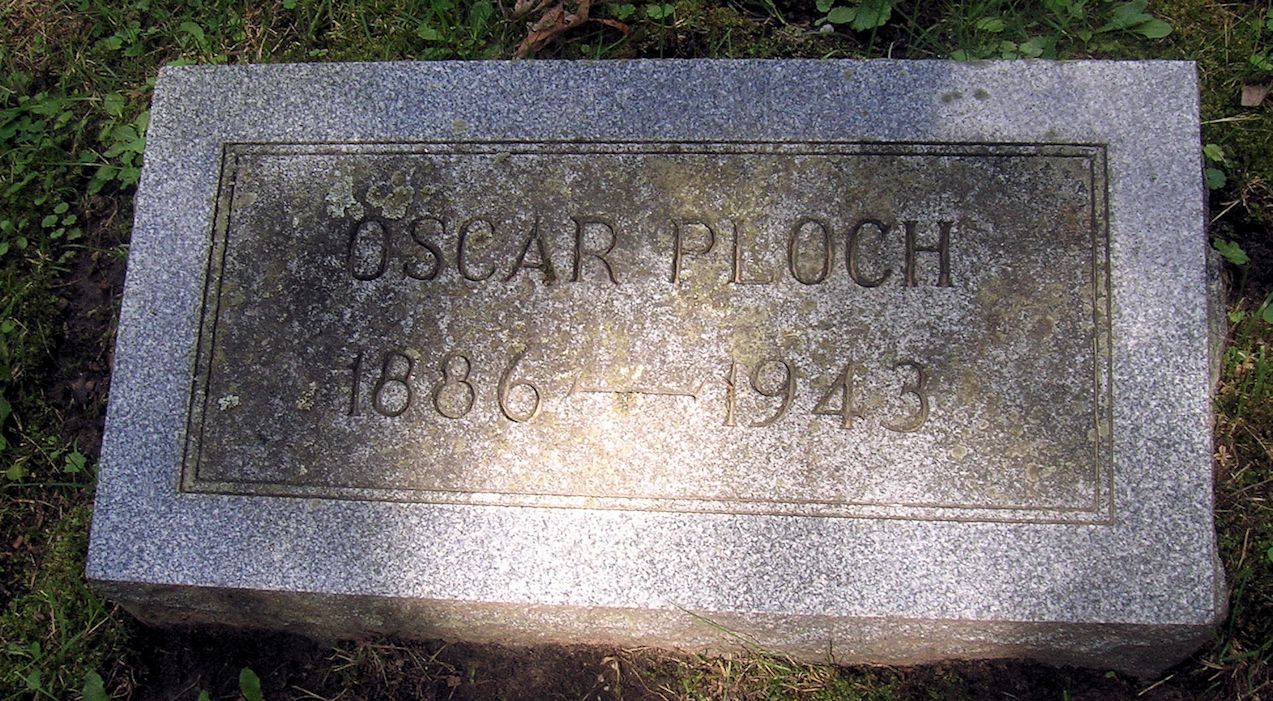 OSCAR PLOCH
1886 — 1943